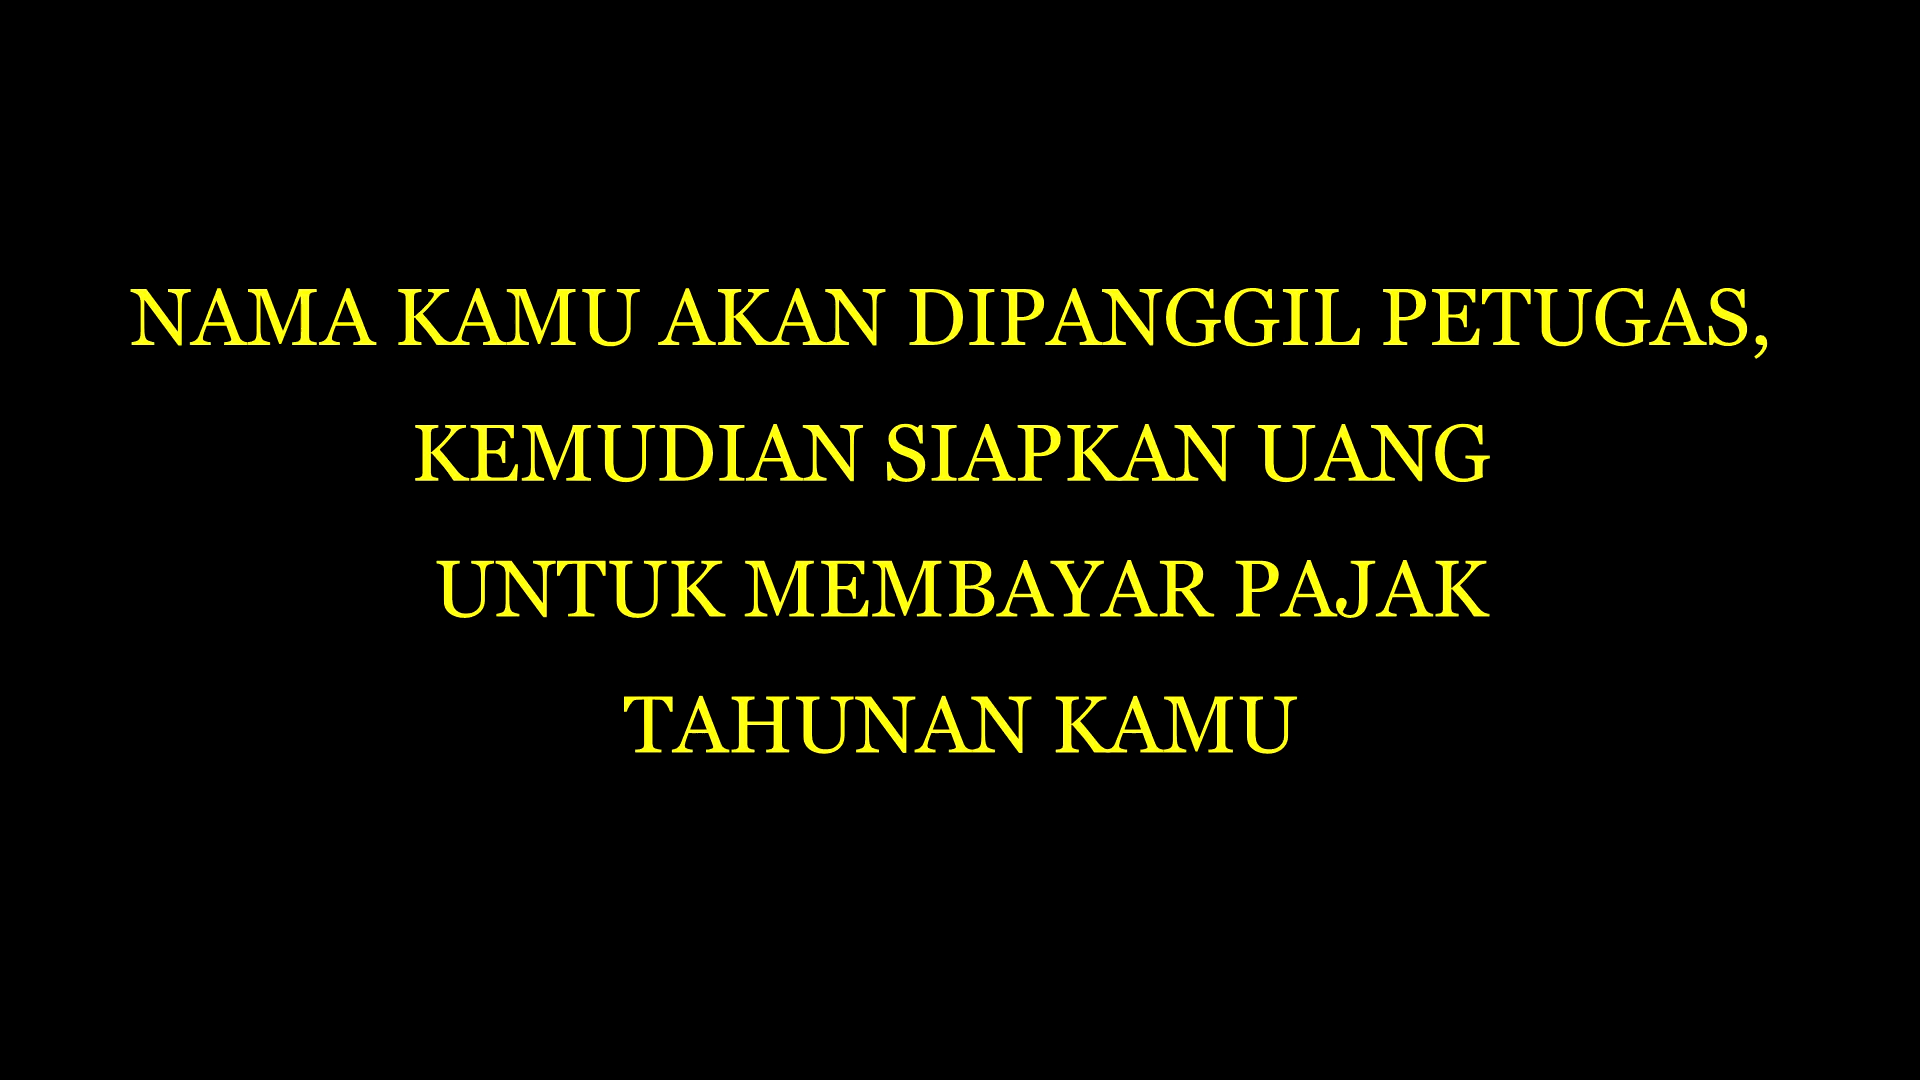 NAMA KAMU AKAN DIPANGGIL PETUGAS,
KEMUDIAN SIAPKAN UANG
UNTUK MEMBAYAR PAJAK
TAHUNAN KAMU